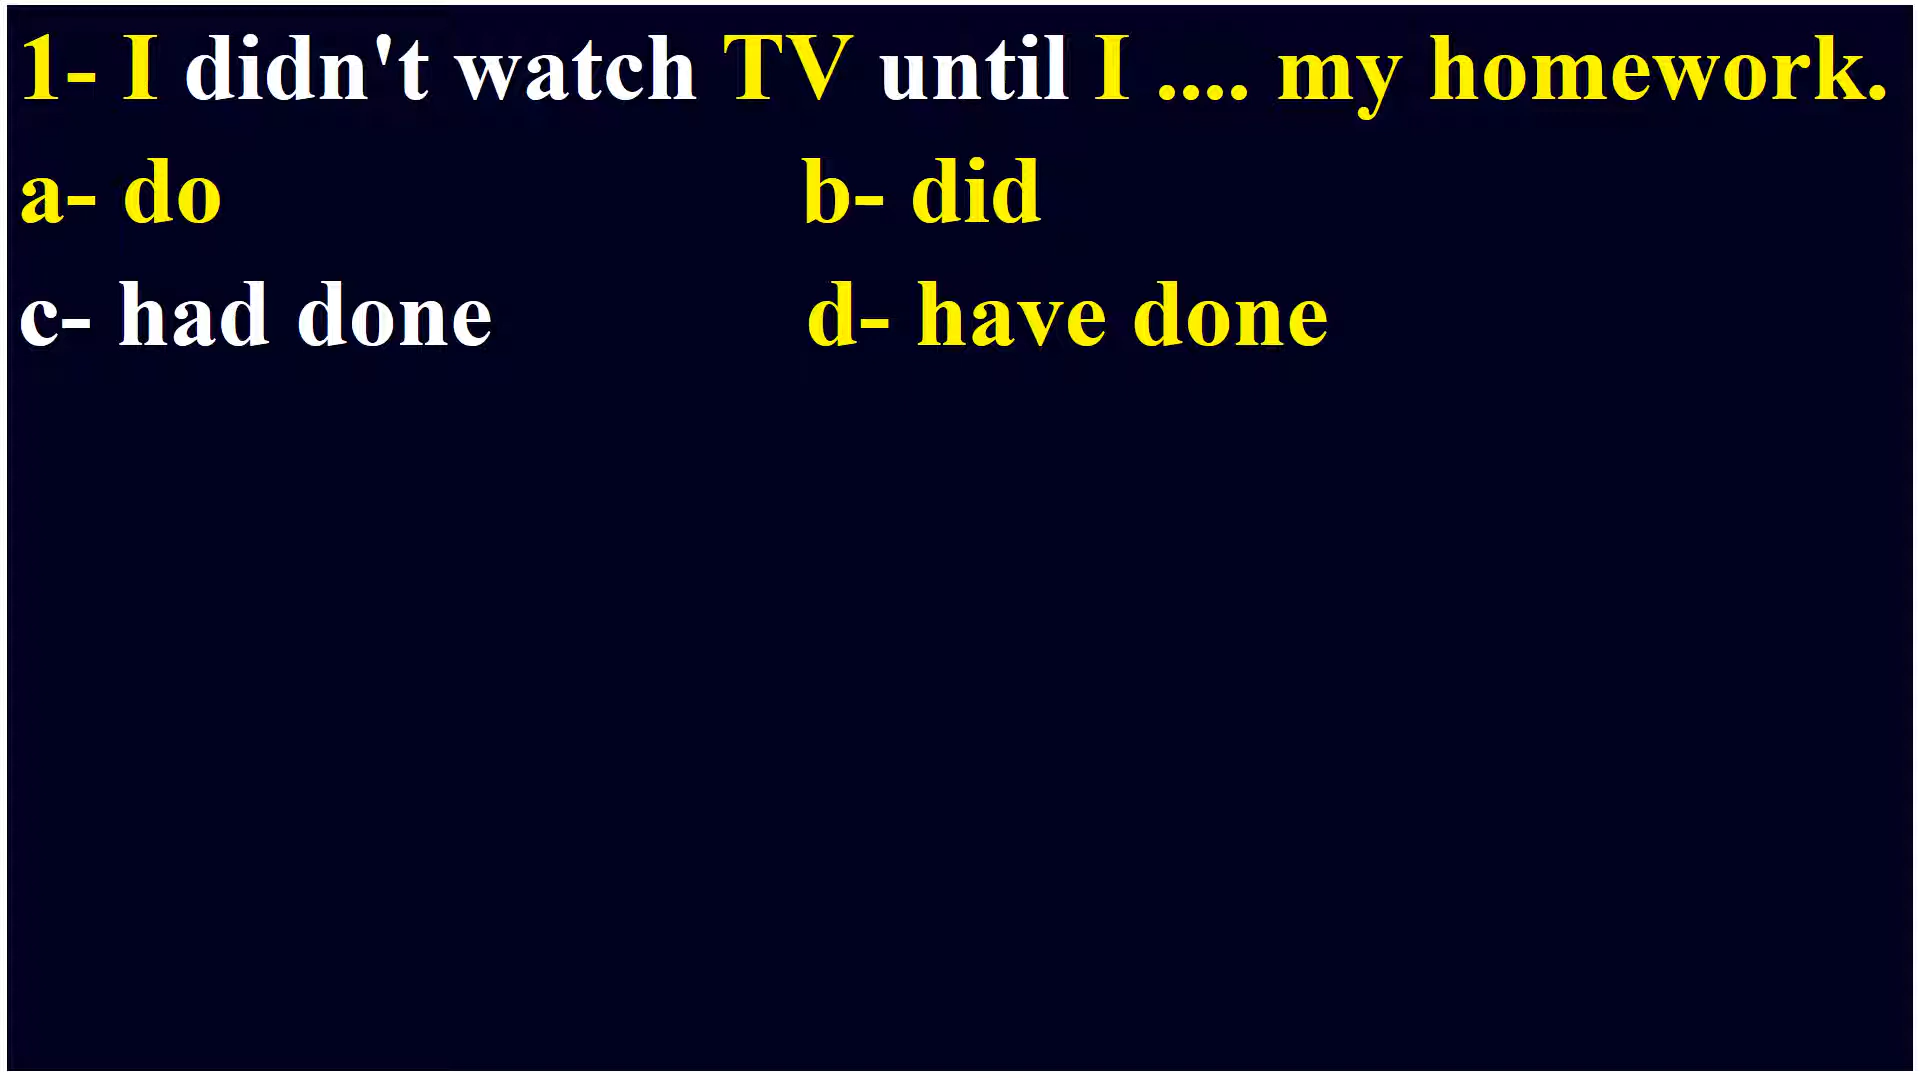 1- I didn't watch TV until I .... my homework.
a- do b- did
c- had done d- have done